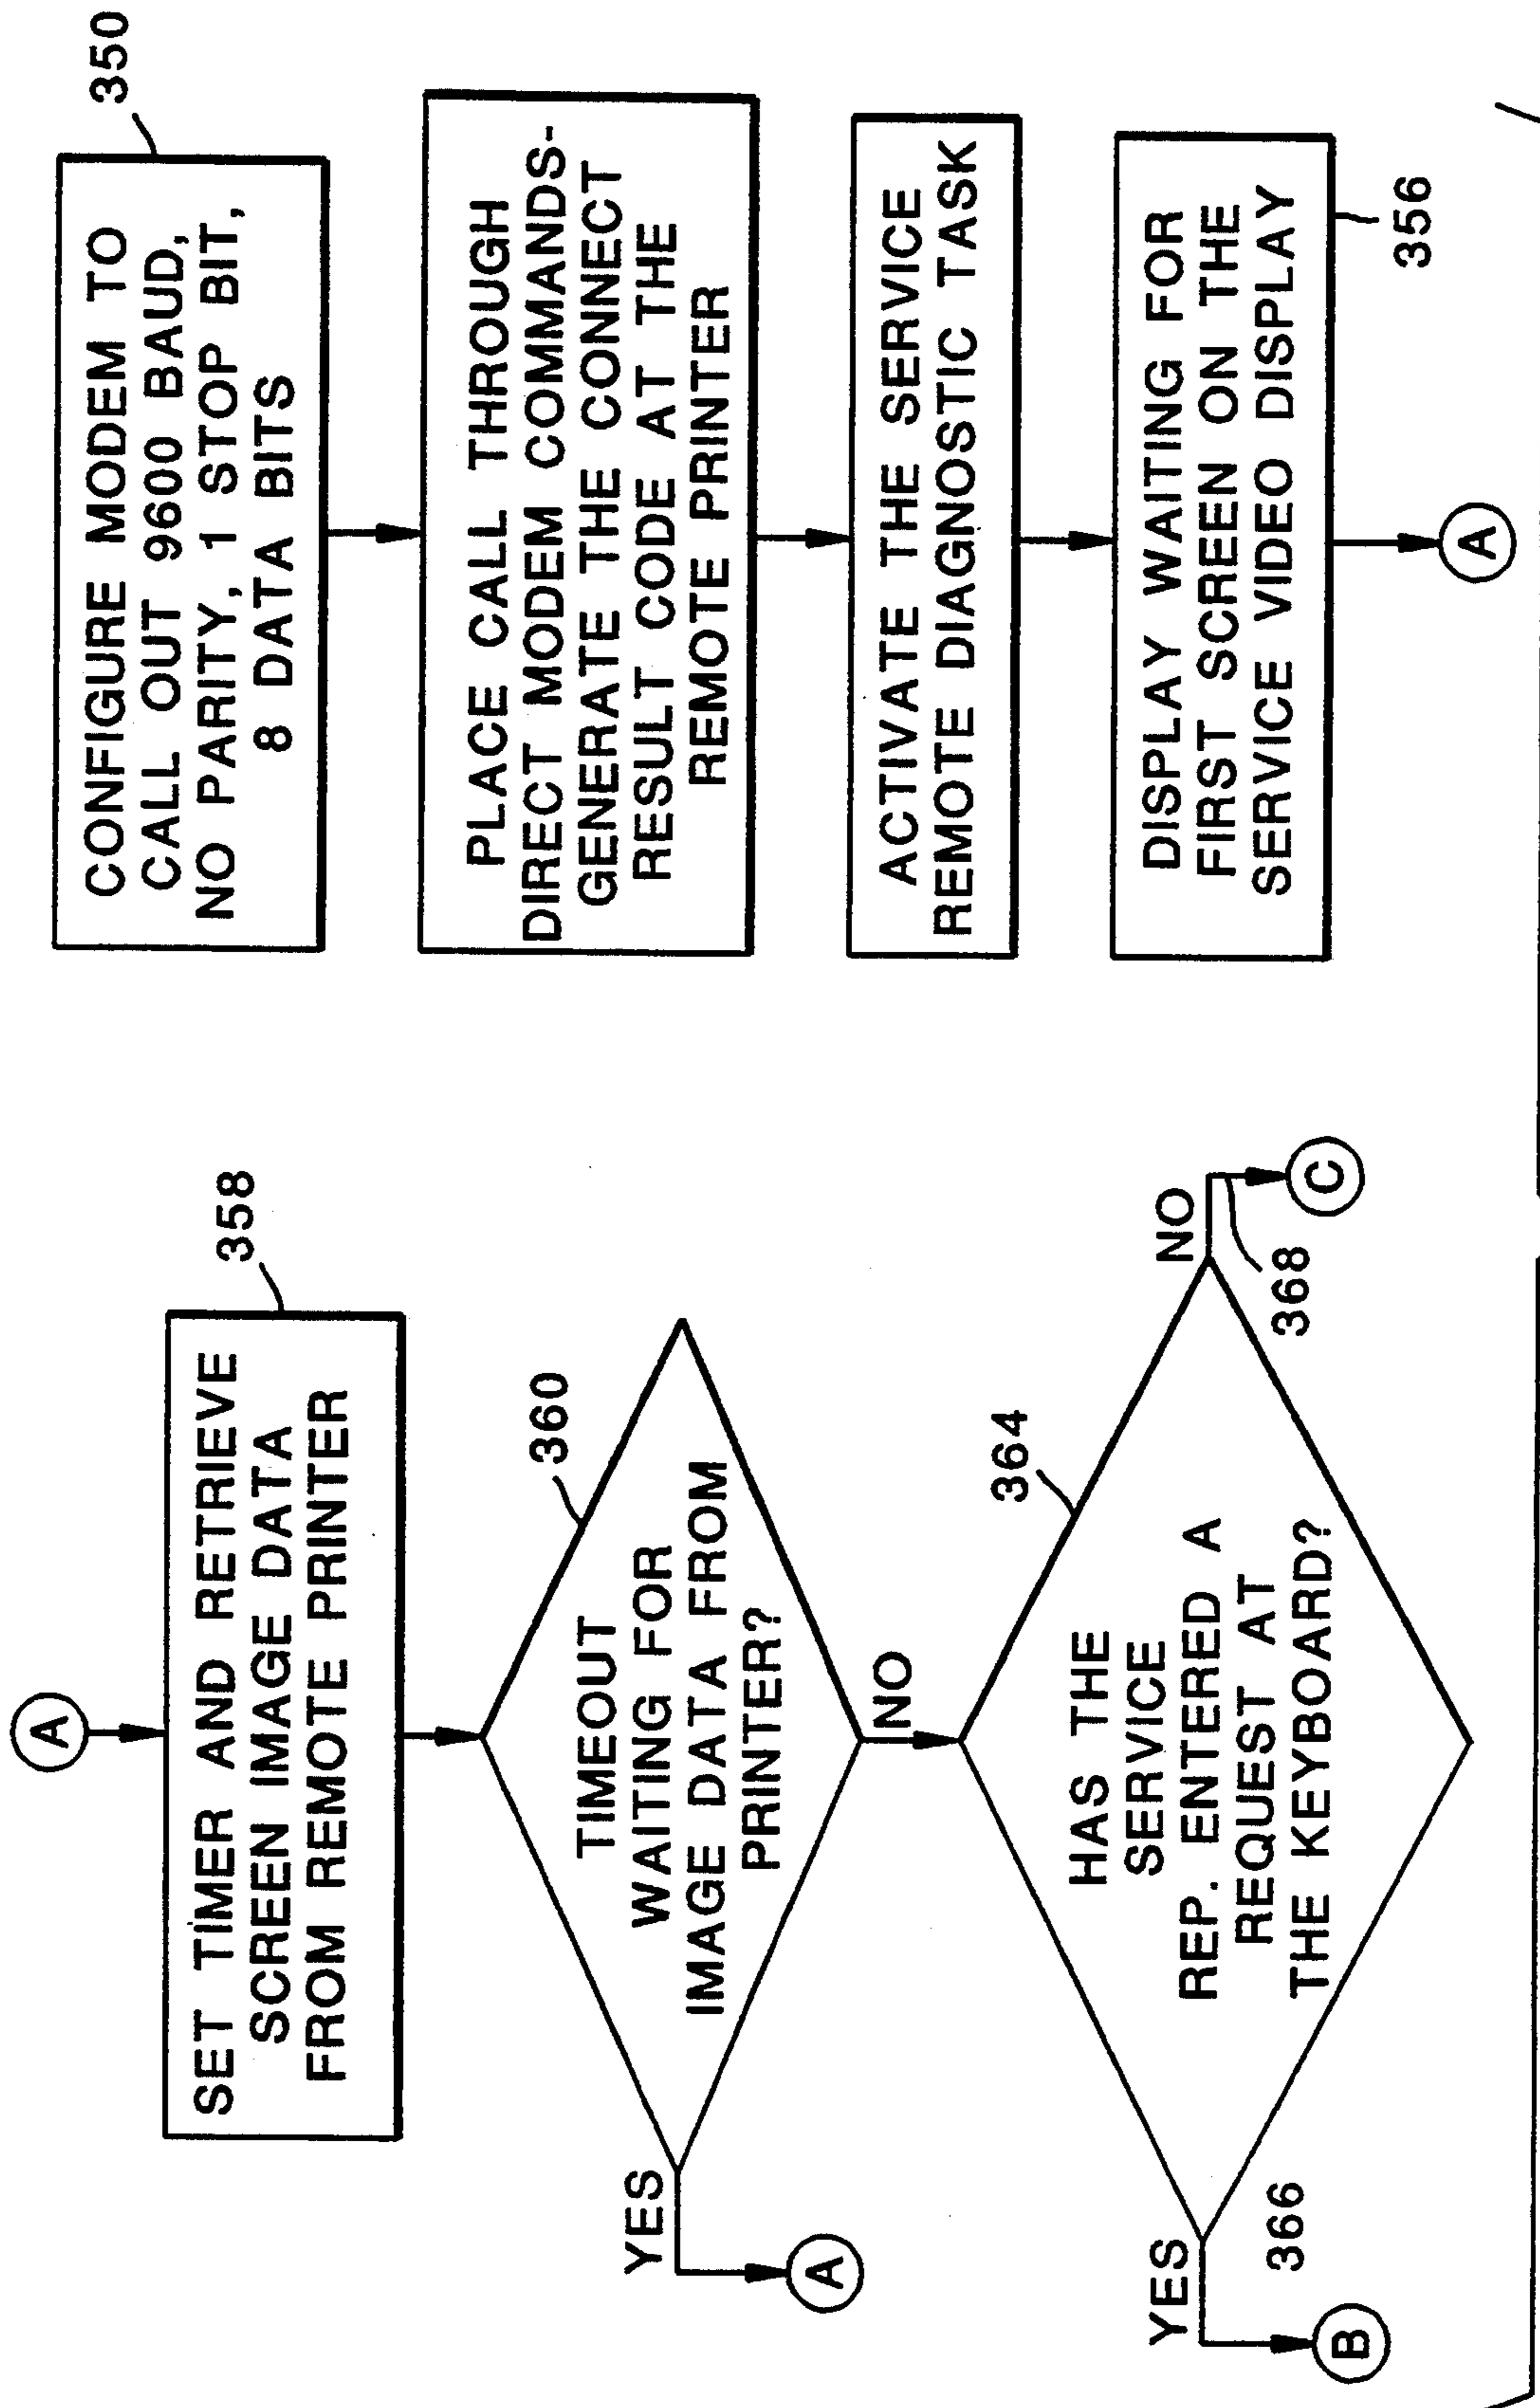 A
358
SET TIMER AND RETRIEVE
SCREEN IMAGE DATA
FROM REMOTE PRINTER
360
TIMEOUT
WAITING FOR
IMAGE DATA FROM
PRINTER?
YES
A
NO
364
HAS THE
SERVICE
REP. ENTERED A
REQUEST AT
THE KEYBOARD?
YES
366
B
NO
368
C
350
CONFIGURE MODEM TO
CALL OUT 9600 BAUD,
NO PARITY, 1 STOP BIT,
8 DATA BITS
PLACE CALL THROUGH
DIRECT MODEM COMMANDS-
GENERATE THE CONNECT
RESULT CODE AT THE
REMOTE PRINTER
ACTIVATE THE SERVICE
REMOTE DIAGNOSTIC TASK
DISPLAY WAITING FOR
FIRST SCREEN ON THE
SERVICE VIDEO DISPLAY
356
A